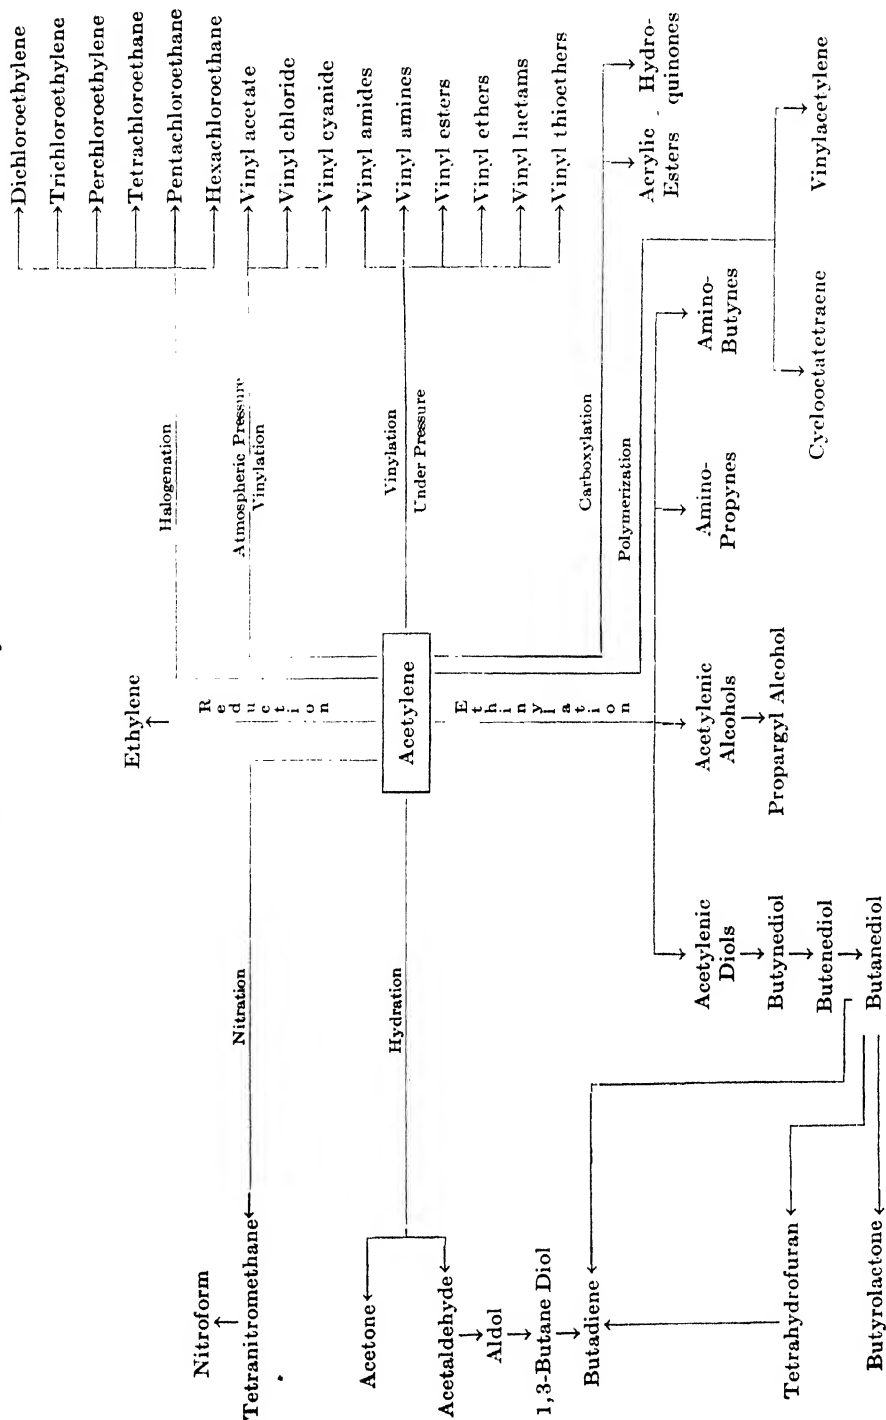 Ethylene
Nitroform
Tetranitromethane
Nitration
Reduction
Halogenation
Dichloroethylene
Trichloroethylene
Perchloroethylene
Tetrachloroethane
Pentachloroethane
Hexachloroethane
Atmospheric Pressure
Vinylation
Vinyl acetate
Vinyl chloride
Vinyl cyanide
Acetone
Acetaldehyde
Hydration
Acetylene
Vinylation
Under Pressure
Vinyl amides
Vinyl amines
Vinyl esters
Vinyl ethers
Vinyl lactams
Vinyl thioethers
Aldol
1,3-Butane Diol
Butadiene
Ethinylation
Carboxylation
Acrylic
Esters
Hydro-
quinones
Polymerization
Acetylenic
Diols
Acetylenic
Alcohols
Amino-
Propynes
Amino-
Butynes
Butynediol
Propargyl Alcohol
Butenediol
Cyclooctatetraene
Vinylacetylene
Tetrahydrofuran
Butanediol
Butyrolactone